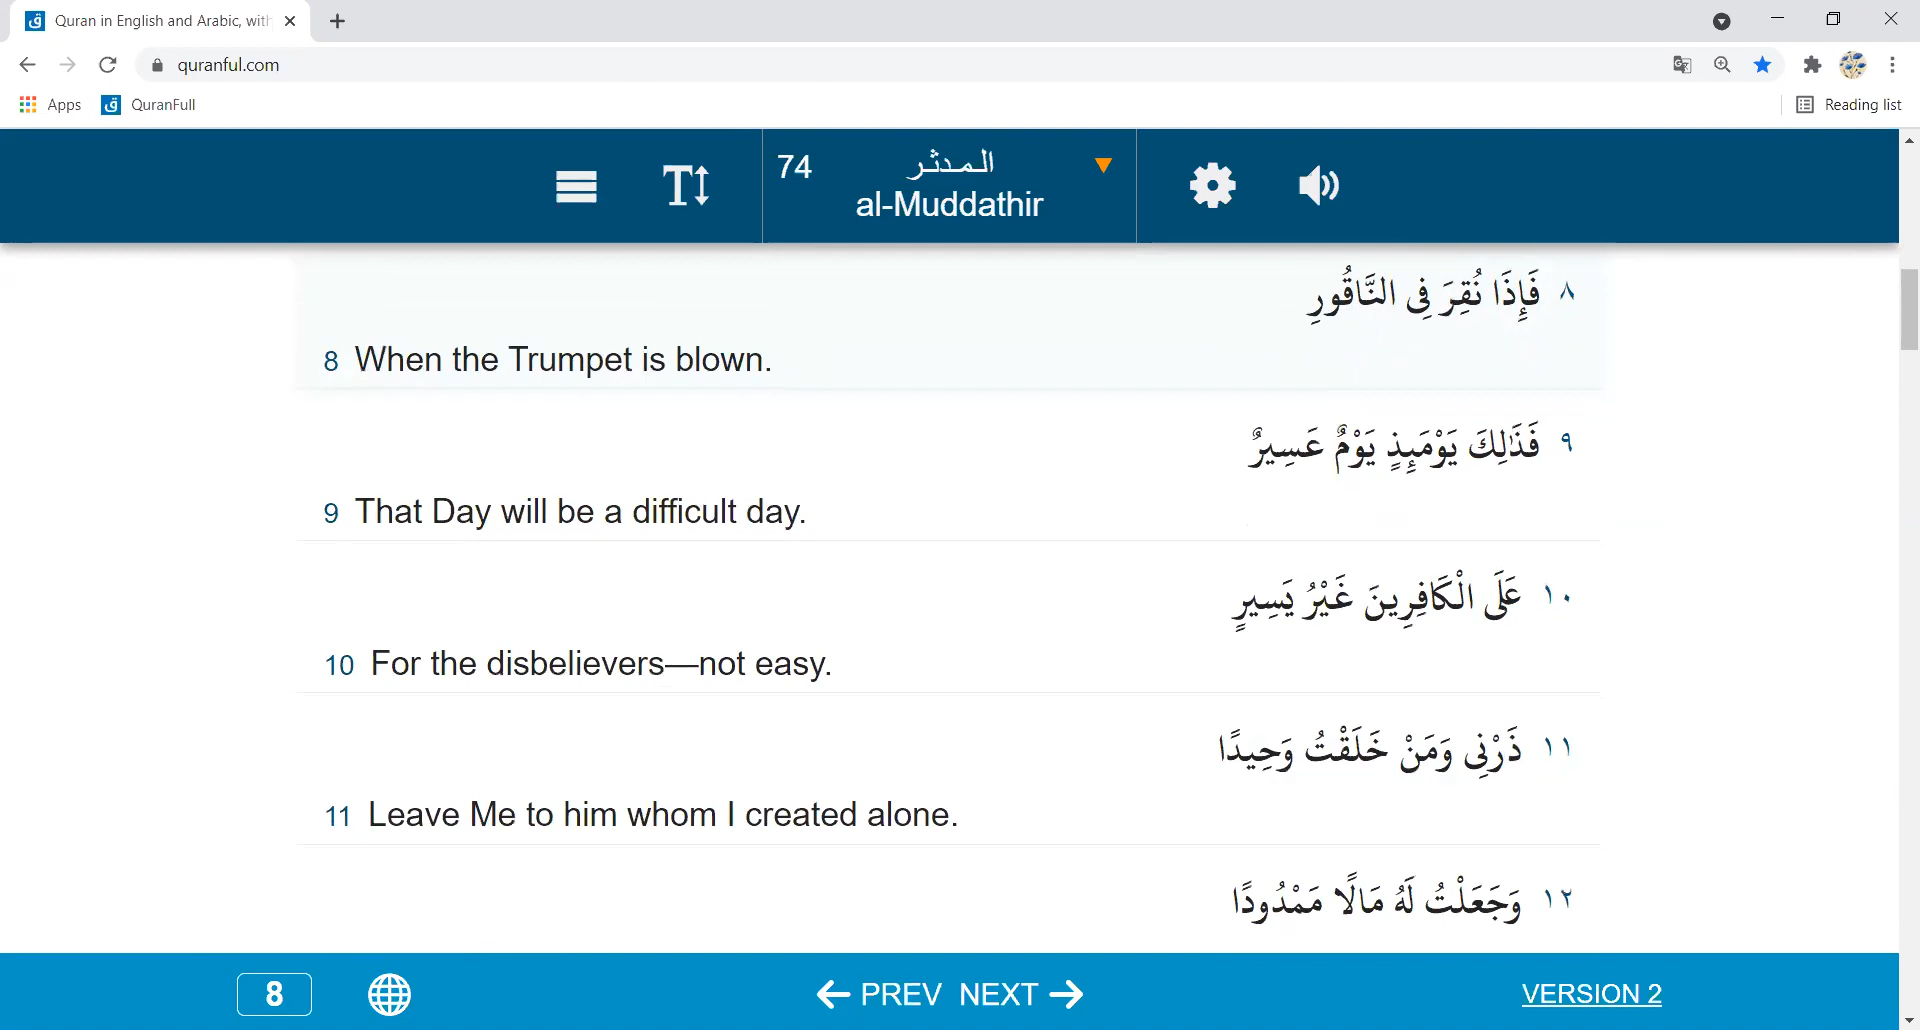 Quran in English and Arabic, with
quranful.com
Apps
QuranFull
Reading list
74
المدثر
al-Muddathir
٨ فَإِذَا نُقِرَ فِى النَّاقُورِ
8 When the Trumpet is blown.
٩ فَذَٰلِكَ يَوْمَئِذٍ يَوْمٌ عَسِيرٌ
9 That Day will be a difficult day.
١٠ عَلَى الْكَافِرِينَ غَيْرُ يَسِيرٍ
10 For the disbelievers—not easy.
١١ ذَرْنِى وَمَنْ خَلَقْتُ وَحِيدًا
11 Leave Me to him whom I created alone.
١٢ وَجَعَلْتُ لَهُ مَالًا مَمْدُودًا
8
PREV NEXT
VERSION 2